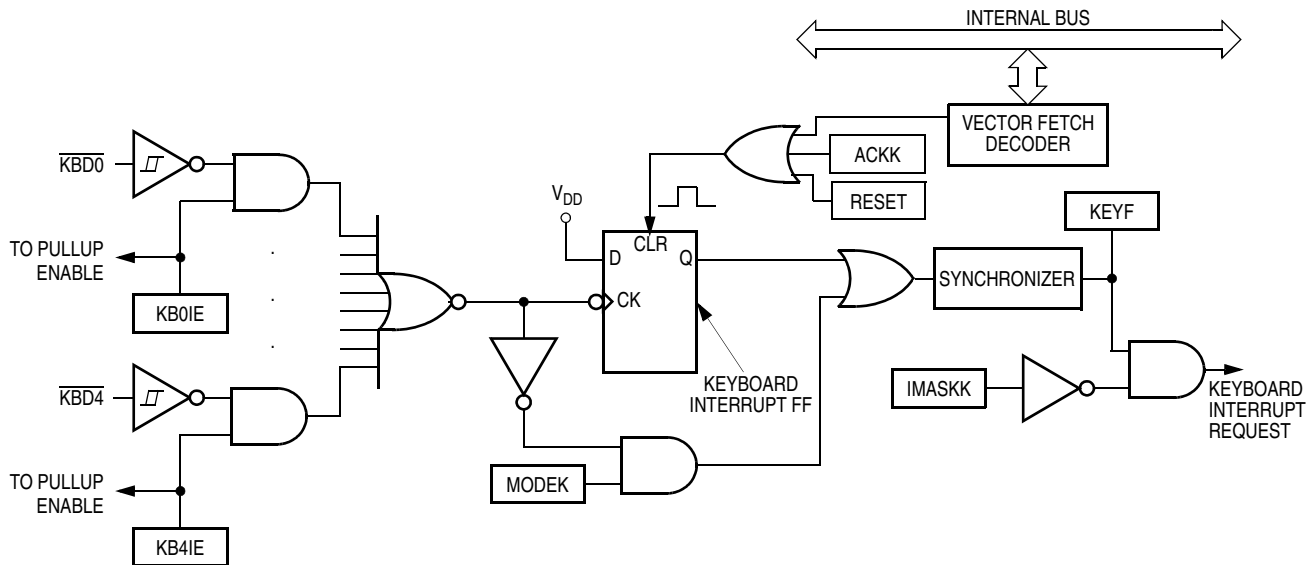 INTERNAL BUS
VECTOR FETCH
DECODER
ACKK
RESET
KBD0
TO PULLUP
ENABLE
KB0IE
VDD
CLR
D
Q
CK
KEYBOARD
INTERRUPT FF
SYNCHRONIZER
KEYF
IMASKK
KEYBOARD
INTERRUPT
REQUEST
MODEK
KBD4
TO PULLUP
ENABLE
KB4IE